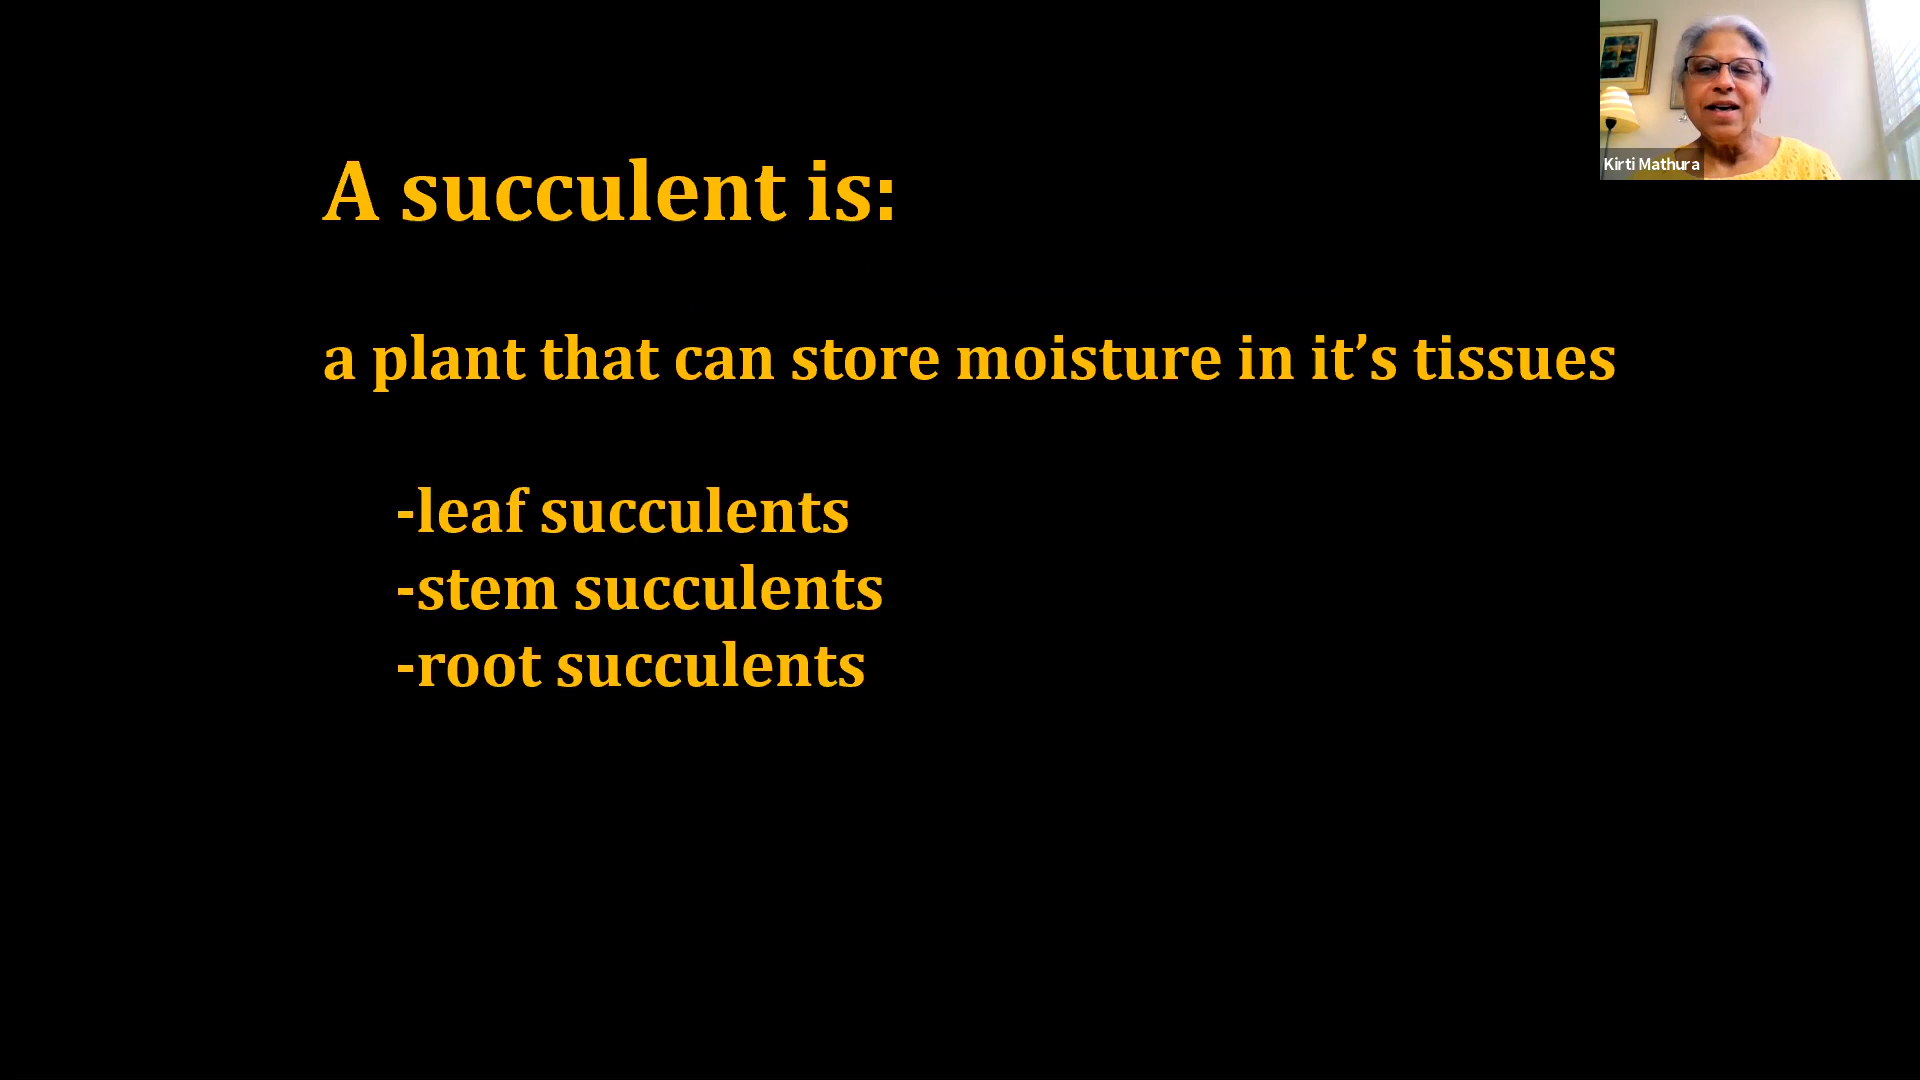 A succulent is:
a plant that can store moisture in it’s tissues
-leaf succulents
-stem succulents
-root succulents
Kirti Mathura